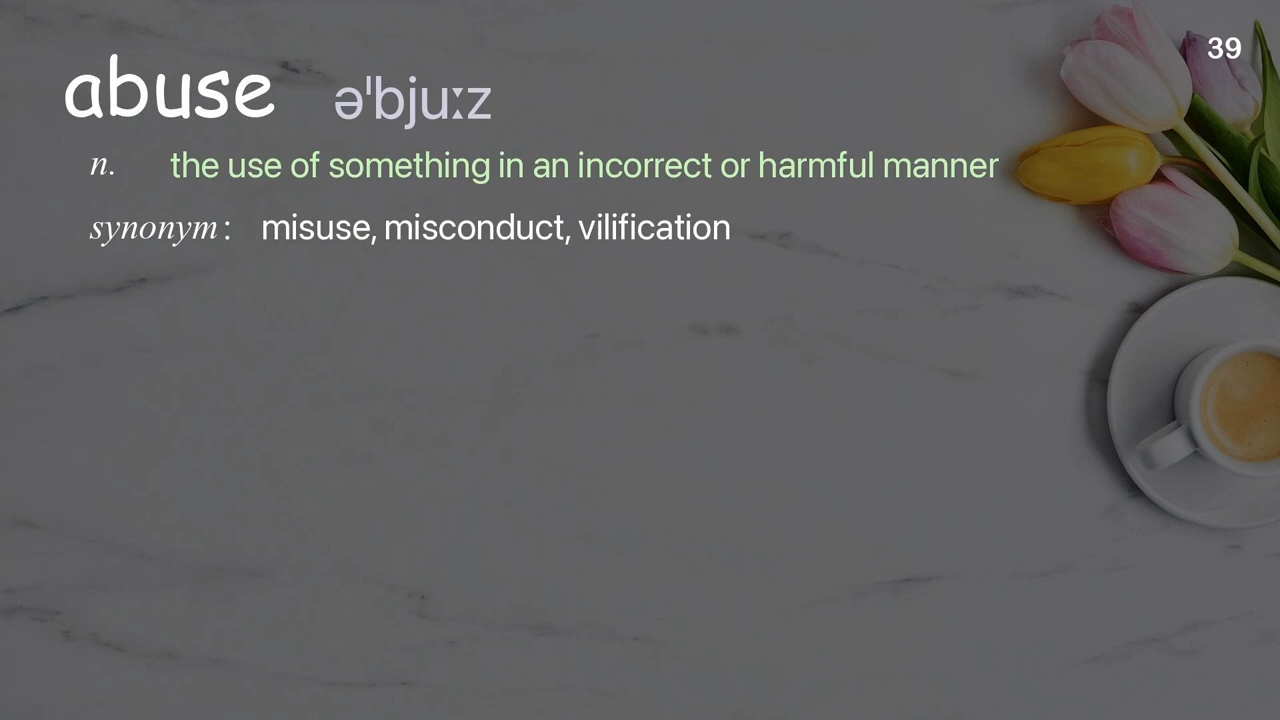 39
abuse əˈbjuːz
n. the use of something in an incorrect or harmful manner
synonym : misuse, misconduct, vilification